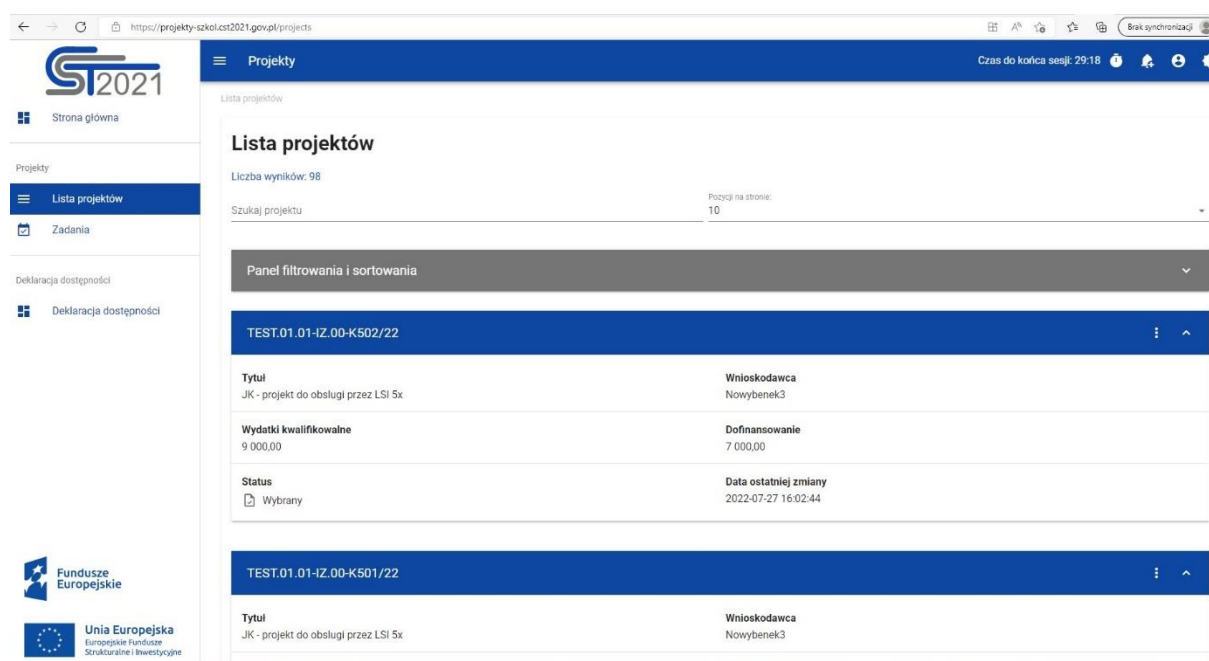 https://projekty-szkol.cst2021.gov.pl/projects
Brak synchronizacji
CST2021
Projekty
Czas do końca sesji: 29:18
Strona główna
Projekty
Lista projektów
Zadania
Deklaracja dostępności
Deklaracja dostępności
Fundusze
Europejskie
Unia Europejska
Europejskie Fundusze
Strukturalne i Inwestycyjne
Lista projektów
Lista projektów
Liczba wyników: 98
Szukaj projektu
Pozycji na stronie:
10
Panel filtrowania i sortowania
TEST.01.01-IZ.00-K502/22
Tytuł
JK - projekt do obslugi przez LSI 5x
Wnioskodawca
Nowybenek3
Wydatki kwalifikowalne
9 000,00
Dofinansowanie
7 000,00
Status
Wybrany
Data ostatniej zmiany
2022-07-27 16:02:44
TEST.01.01-IZ.00-K501/22
Tytuł
JK - projekt do obslugi przez LSI 5x
Wnioskodawca
Nowybenek3